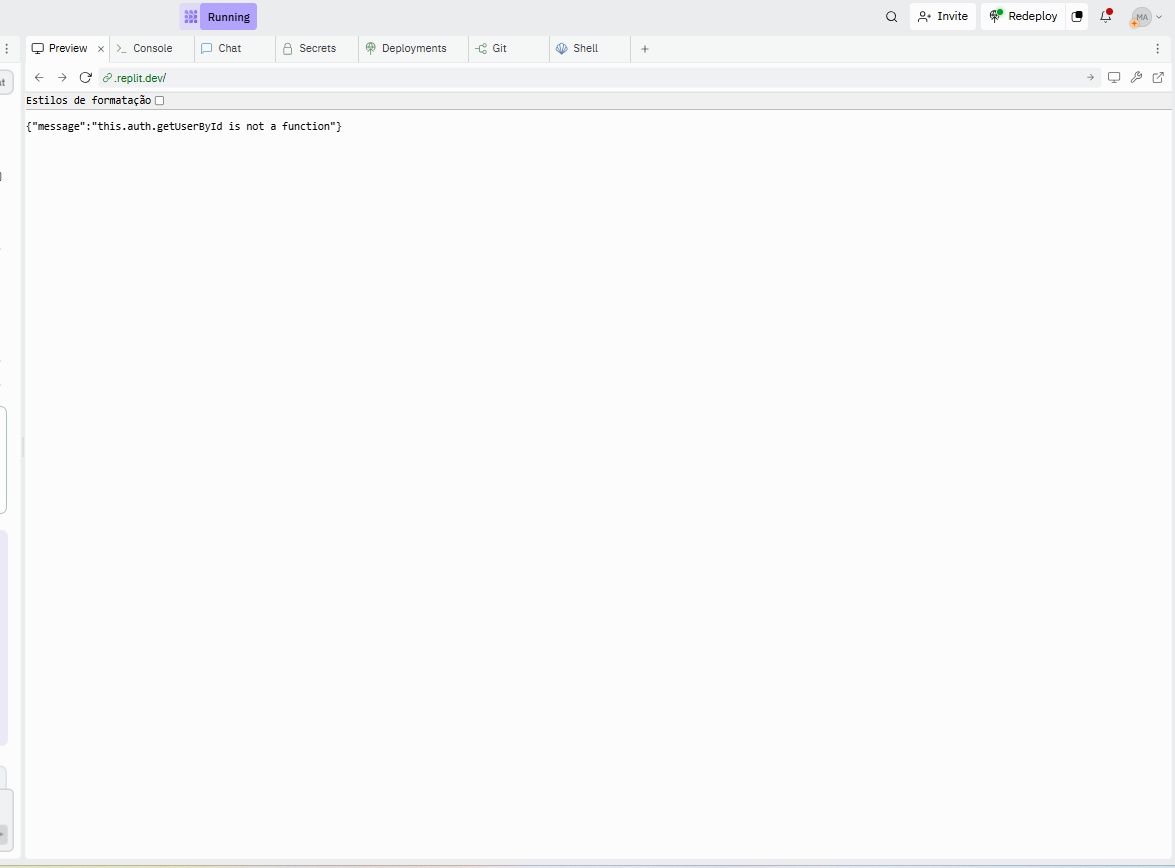 Running
Invite
Redeploy
MA
Preview
Console
Chat
Secrets
Deployments
Git
Shell
.replit.dev/
Estilos de formatação
{"message":"this.auth.getUserById is not a function"}